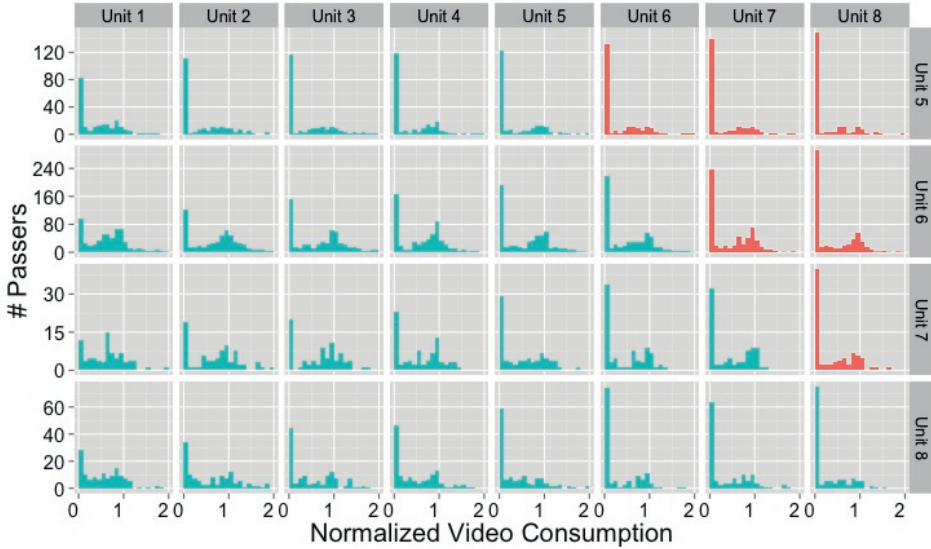 Unit 1 Unit 2 Unit 3 Unit 4 Unit 5 Unit 6 Unit 7 Unit 8
120
80
40
0
Unit 5
240
160
80
0
Unit 6
30
15
0
Unit 7
60
40
20
0
Unit 8
# Passers
0 1 2 0 1 2 0 1 2 0 1 2 0 1 2 0 1 2 0 1 2 0 1 2
Normalized Video Consumption